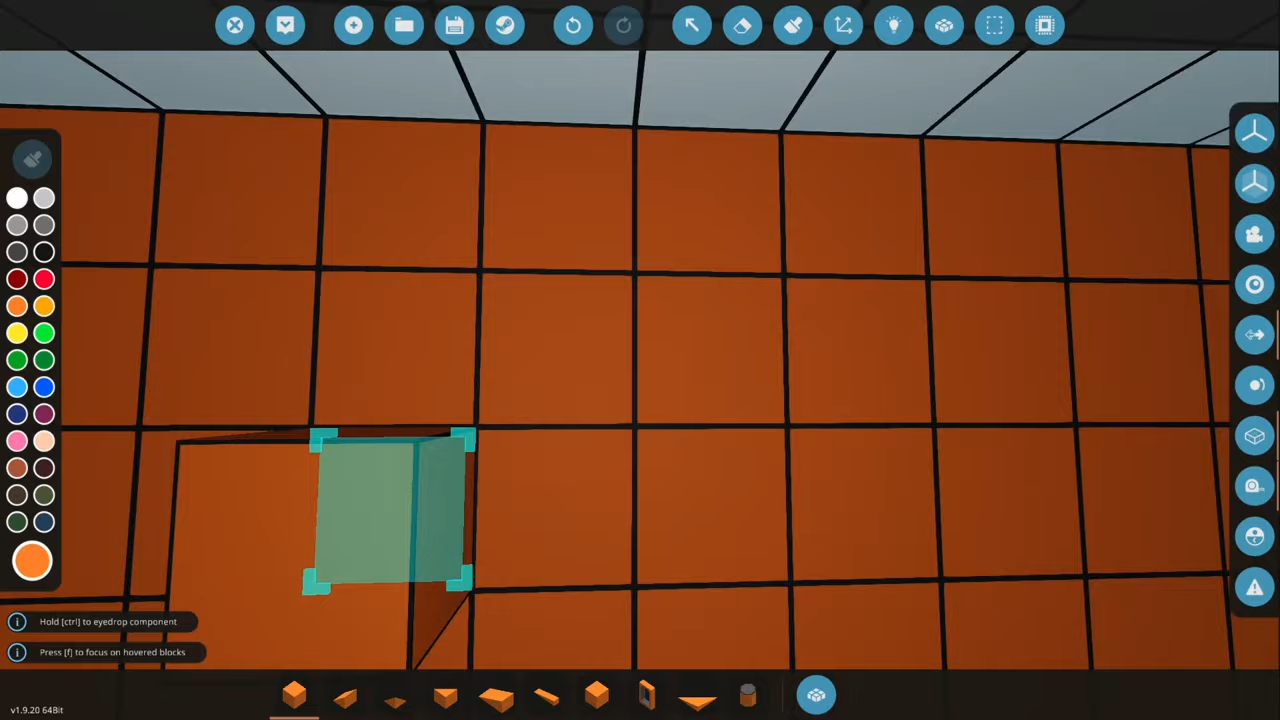 Hold [ctrl] to eyedrop component
Press [f] to focus on hovered blocks
v1.9.20 64Bit